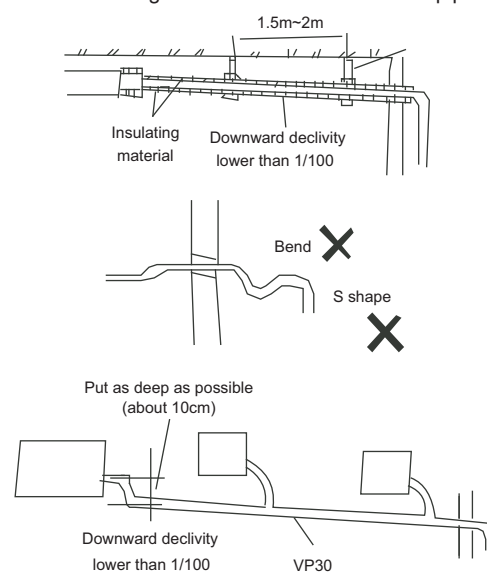 1.5m~2m
Insulating
material
Downward declivity
lower than 1/100
Bend
S shape
Put as deep as possible
(about 10cm)
Downward declivity
lower than 1/100
VP30